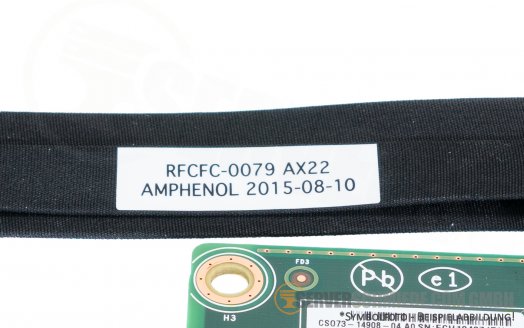 RFCFC-0079 AX22
AMPHENOL 2015-08-10
FD3
Pb
e1
H3
*SYMBOLFOTO - BEISPIELABBILDUNG!